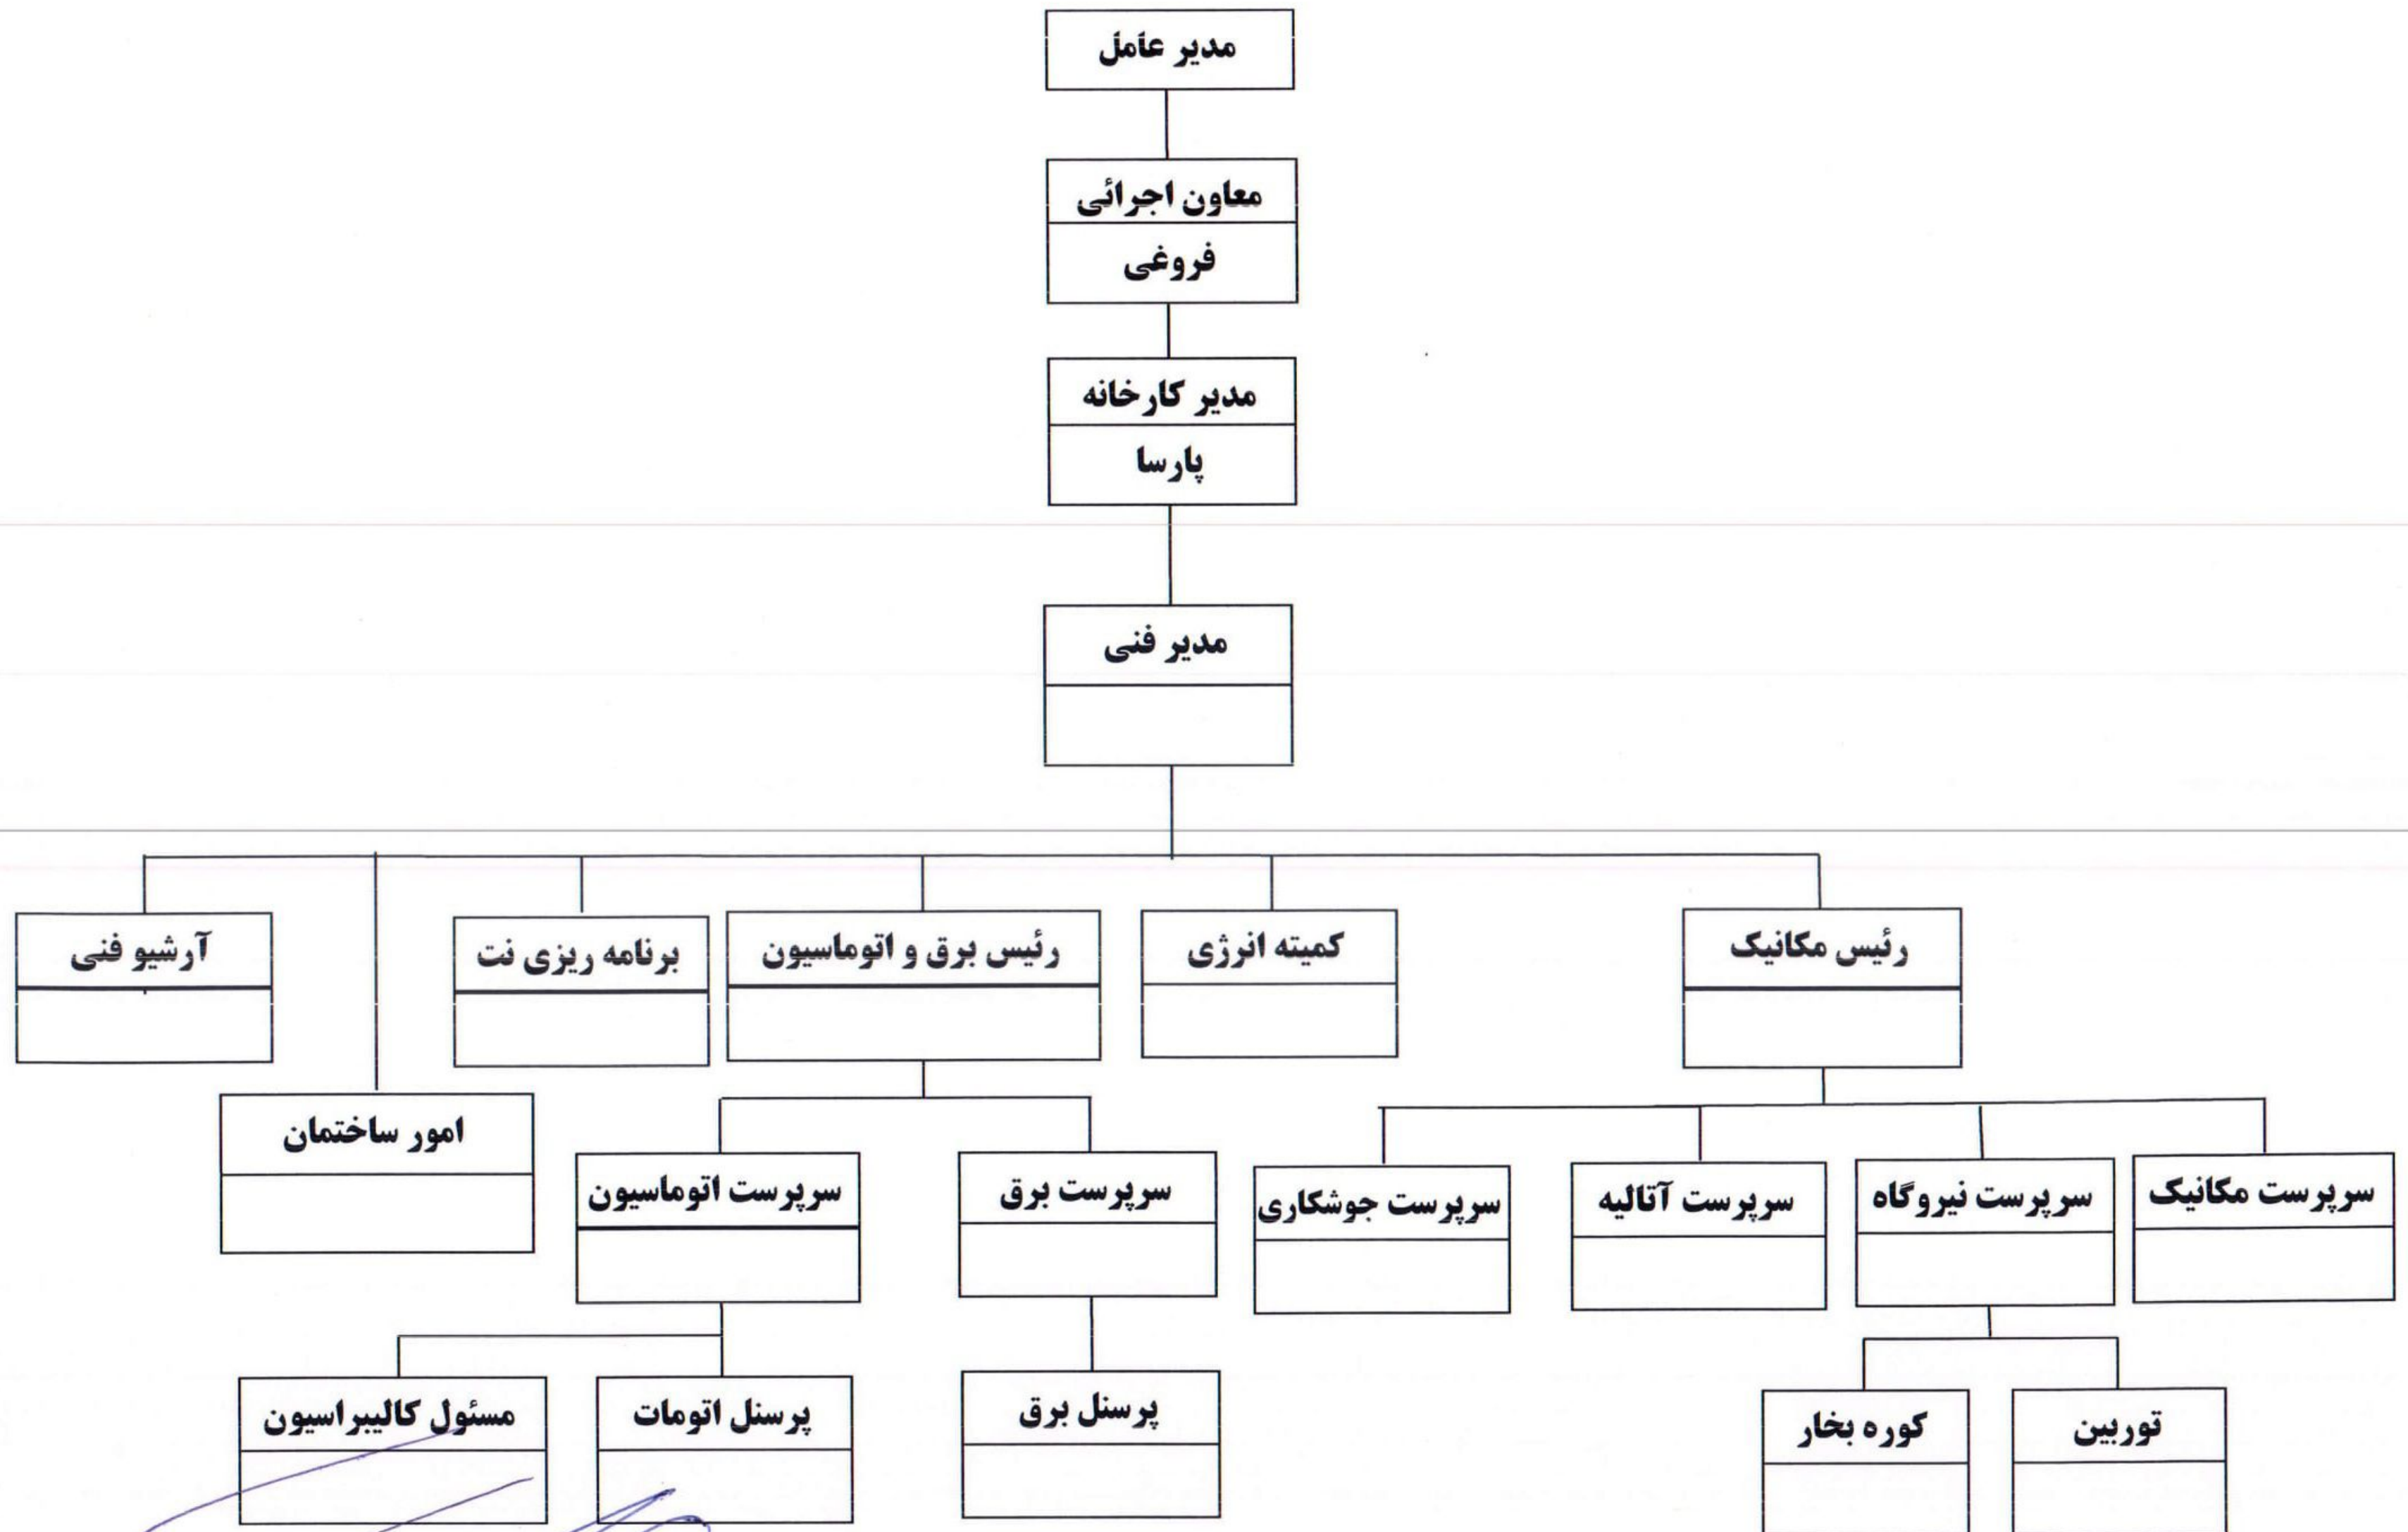 مدیر عامل
معاون اجرائی
فروغی
مدیر کارخانه
پارسا
مدیر فنی
رئیس مکانیک
کمیته انرژی
رئیس برق و اتوماسیون
برنامه ریزی نت
آرشیو فنی
امور ساختمان
سرپرست مکانیک
سرپرست نیروگاه
سرپرست آتالیه
سرپرست جوشکاری
سرپرست برق
سرپرست اتوماسیون
توربین
کوره بخار
پرسنل برق
پرسنل اتومات
مسئول کالیبراسیون